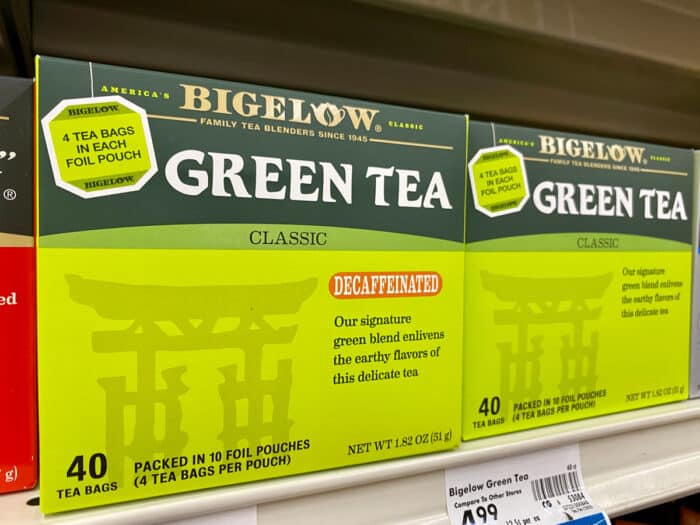 AMERICA'S
BIGELOW®
CLASSIC
FAMILY TEA BLENDERS SINCE 1945
BIGELOW
4 TEA BAGS
IN EACH
FOIL POUCH
BIGELOW
GREEN TEA
CLASSIC
DECAFFEINATED
Our signature
green blend enlivens
the earthy flavors of
this delicate tea
40
TEA BAGS
PACKED IN 10 FOIL POUCHES
(4 TEA BAGS PER POUCH)
NET WT 1.82 OZ (51 g)
AMERICA'S
BIGELOW®
CLASSIC
FAMILY TEA BLENDERS SINCE 1945
BIGELOW
4 TEA BAGS
IN EACH
FOIL POUCH
BIGELOW
GREEN TEA
CLASSIC
Our signature
green blend enlivens
the earthy flavors of
this delicate tea
40
TEA BAGS
PACKED IN 10 FOIL POUCHES
(4 TEA BAGS PER POUCH)
NET WT 1.82 OZ (51 g)
®
ed
g)
Bigelow Green Tea
Compare To Other Stores
4.99